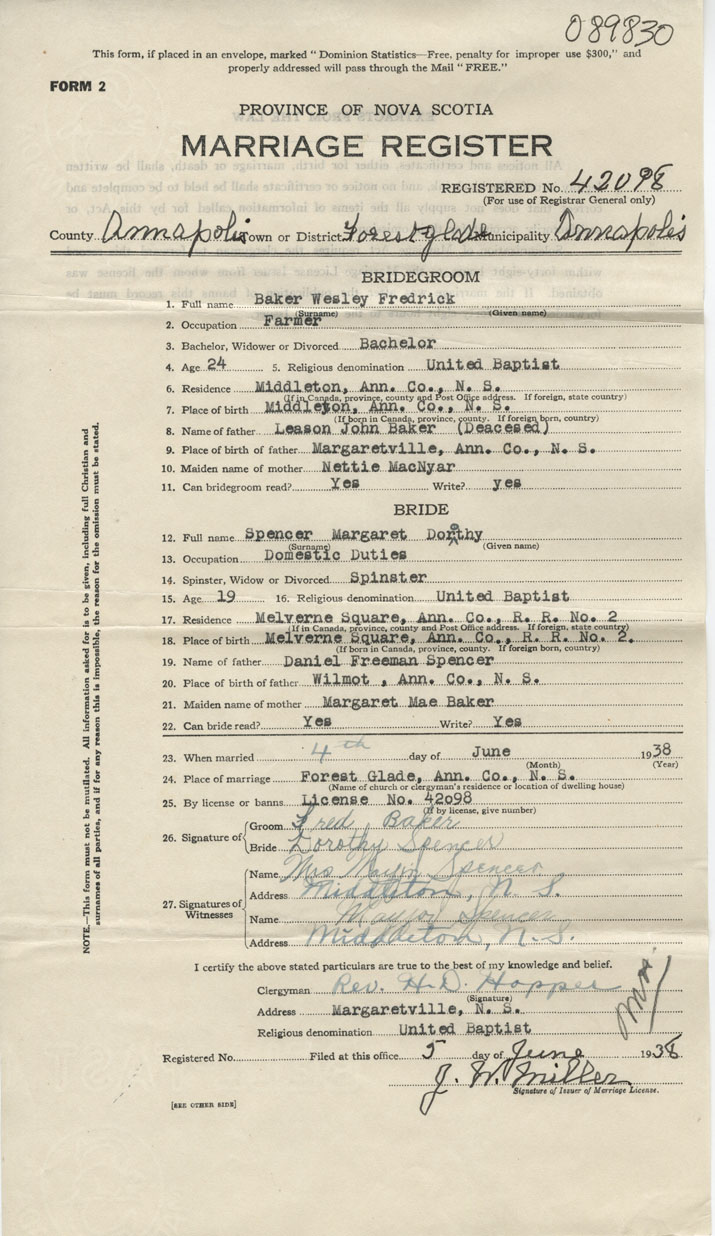 089830
This form, if placed in an envelope, marked "Dominion Statistics—Free, penalty for improper use $300," and
properly addressed will pass through the Mail "FREE."
FORM 2
PROVINCE OF NOVA SCOTIA
MARRIAGE REGISTER
REGISTERED No. 42098
(For use of Registrar General only)
County Annapolis Town or District Forest glade Municipality Annapolis
BRIDEGROOM
1. Full name Baker Wesley Fredrick
(Surname) (Given name)
2. Occupation Farmer
3. Bachelor, Widower or Divorced Bachelor
4. Age 24 5. Religious denomination United Baptist
6. Residence Middleton, Ann. Co., N. S.
(If in Canada, province, county and Post Office address. If foreign, state country)
7. Place of birth Middleton, Ann. Co., N. S.
(If born in Canada, province, county. If foreign born, country)
8. Name of father Leason John Baker (Deacesed)
9. Place of birth of father Margaretville, Ann. Co., N. S.
10. Maiden name of mother Nettie MacNyar
11. Can bridegroom read? Yes Write? yes
BRIDE
12. Full name Spencer Margaret Dorothy
(Surname) (Given name)
13. Occupation Domestic Duties
14. Spinster, Widow or Divorced Spinster
15. Age 19 16. Religious denomination United Baptist
17. Residence Melverne Square, Ann. Co., R. R. No. 2
(If in Canada, province, county and Post Office address. If foreign, state country)
18. Place of birth Melverne Square, Ann. Co., R. R. No. 2.
(If born in Canada, province, county. If foreign born, country)
19. Name of father Daniel Freeman Spencer
20. Place of birth of father Wilmot, Ann. Co., N. S.
21. Maiden name of mother Margaret Mae Baker
22. Can bride read? Yes Write? Yes
23. When married 4th day of June 1938
(Month) (Year)
24. Place of marriage Forest Glade, Ann. Co., N. S.
(Name of church or clergyman's residence or location of dwelling house)
25. By license or banns License No. 42098
(If by license, give number)
26. Signature of
Groom Fred Baker
Bride Dorothy Spencer
27. Signatures of Witnesses
Name Mrs Spencer
Address Middleton, N. S.
Name Spencer
Address Middleton, N.S.
I certify the above stated particulars are true to the best of my knowledge and belief.
Clergyman Rev. H. D. Hopper
(Signature)
Address Margaretville, N. S.
Religious denomination United Baptist
Registered No. Filed at this office 5 day of June 1938
J. W. Miller
Signature of Issuer of Marriage License.
[SEE OTHER SIDE]
NOTE.—This form must not be mutilated. All information asked for is to be given, including full Christian and
surnames of all parties, and if for any reason this is impossible, the reason for the omission must be stated.